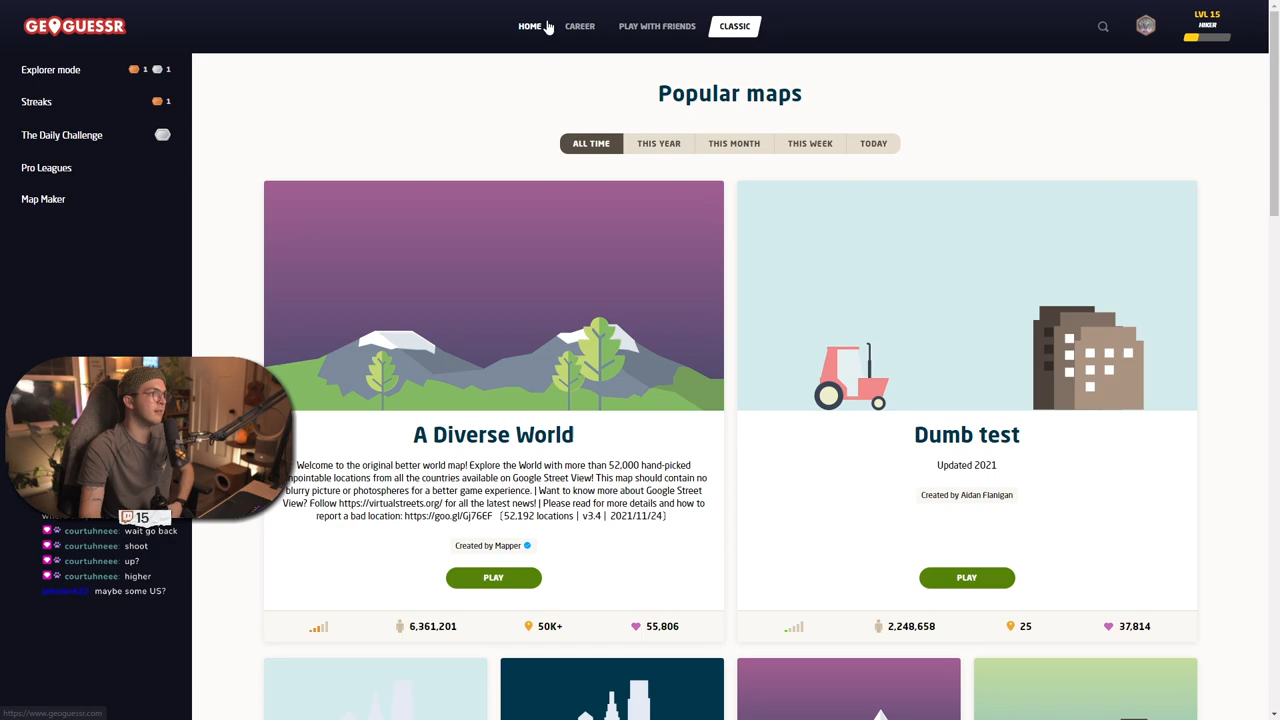 GEOGUESSR
HOME
CAREER
PLAY WITH FRIENDS
CLASSIC
LVL 15
HIKER
Explorer mode 1 1
Streaks 1
The Daily Challenge
Pro Leagues
Map Maker
Popular maps
ALL TIME
THIS YEAR
THIS MONTH
THIS WEEK
TODAY
A Diverse World
Welcome to the original better world map! Explore the World with more than 52,000 hand-picked
pinpointable locations from all the countries available on Google Street View! This map should contain no
blurry picture or photospheres for a better game experience. | Want to know more about Google Street
View? Follow https://virtualstreets.org/ for all the latest news! | Please read for more details and how to
report a bad location: https://goo.gl/Gj76EF 〔52,192 locations | v3.4 | 2021/11/24〕
Created by Mapper
PLAY
6,361,201
50K+
55,806
Dumb test
Updated 2021
Created by Aidan Flanigan
PLAY
2,248,658
25
37,814
15
courtuhneee: wait go back
courtuhneee: shoot
courtuhneee: up?
courtuhneee: higher
maybe some US?
https://www.geoguessr.com